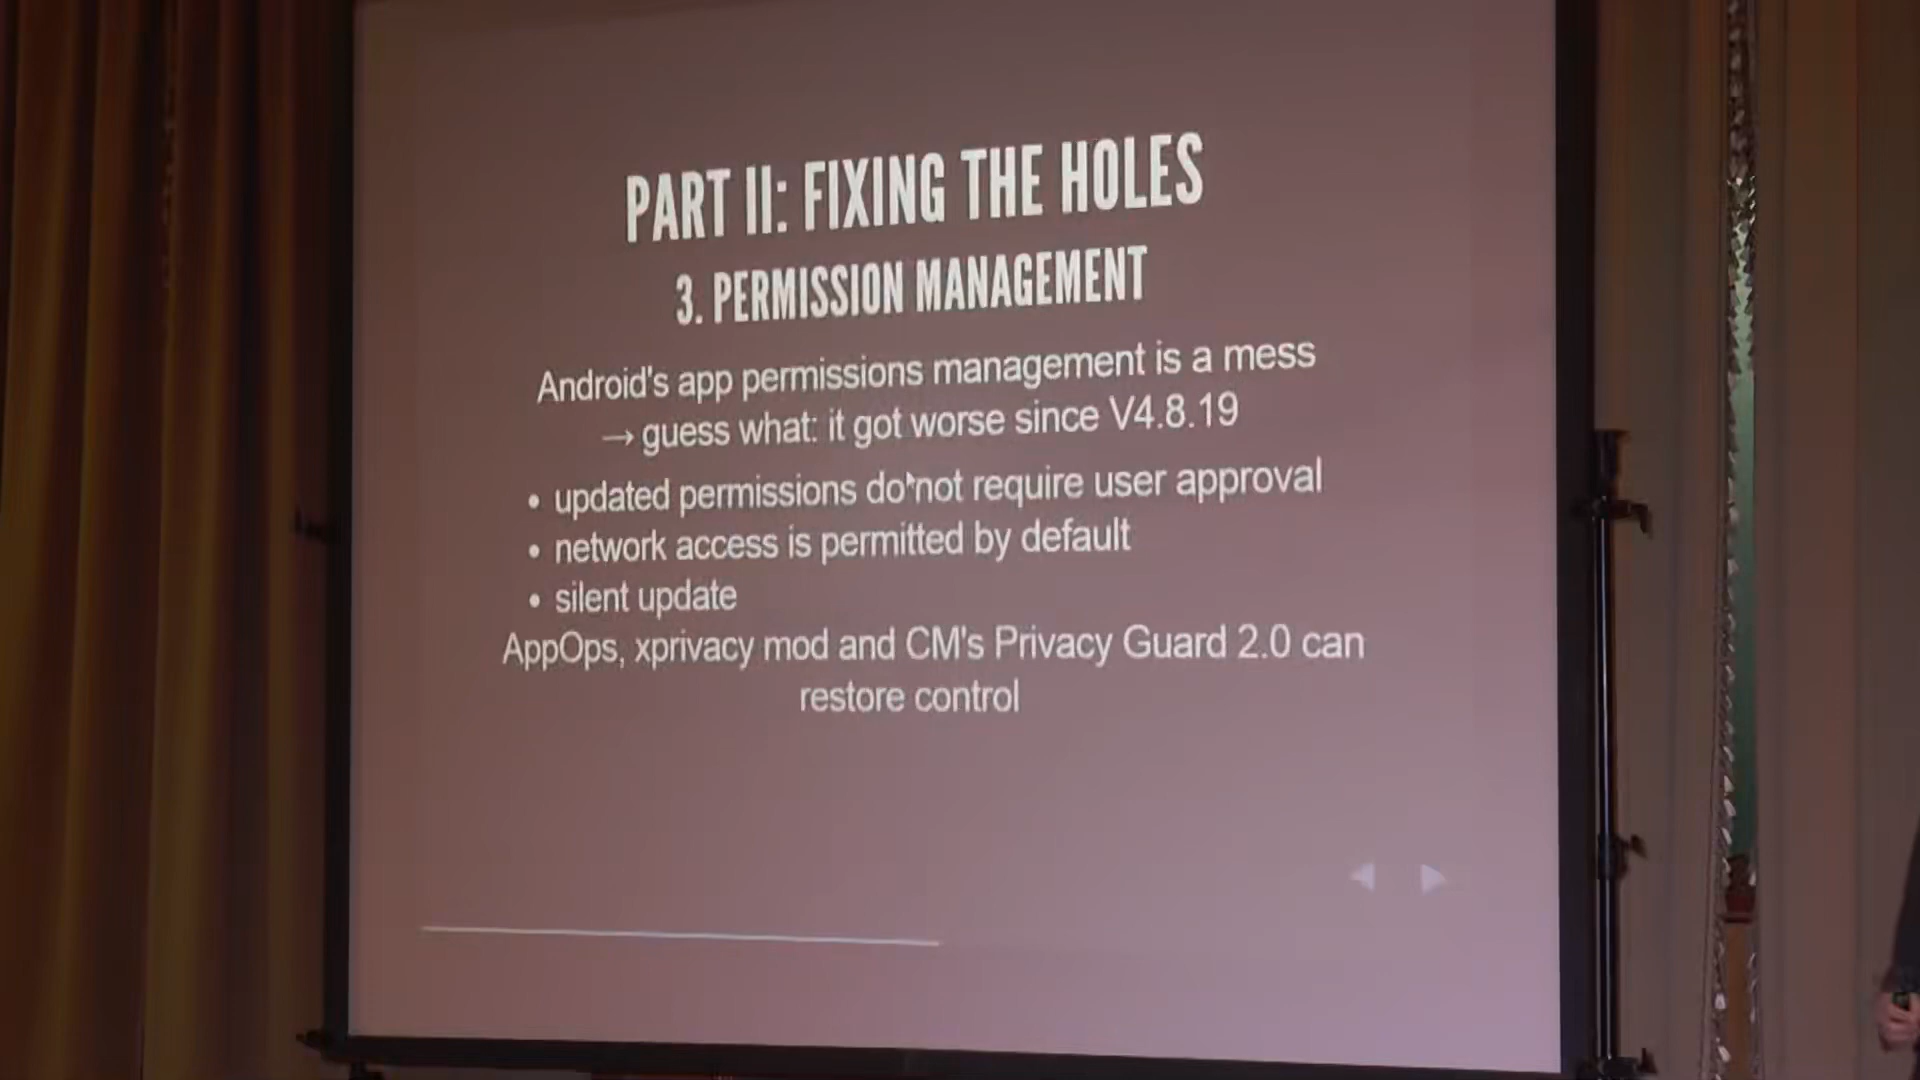 PART II: FIXING THE HOLES
3. PERMISSION MANAGEMENT
Android's app permissions management is a mess
→ guess what: it got worse since V4.8.19
• updated permissions do not require user approval
• network access is permitted by default
• silent update
AppOps, xprivacy mod and CM's Privacy Guard 2.0 can
restore control